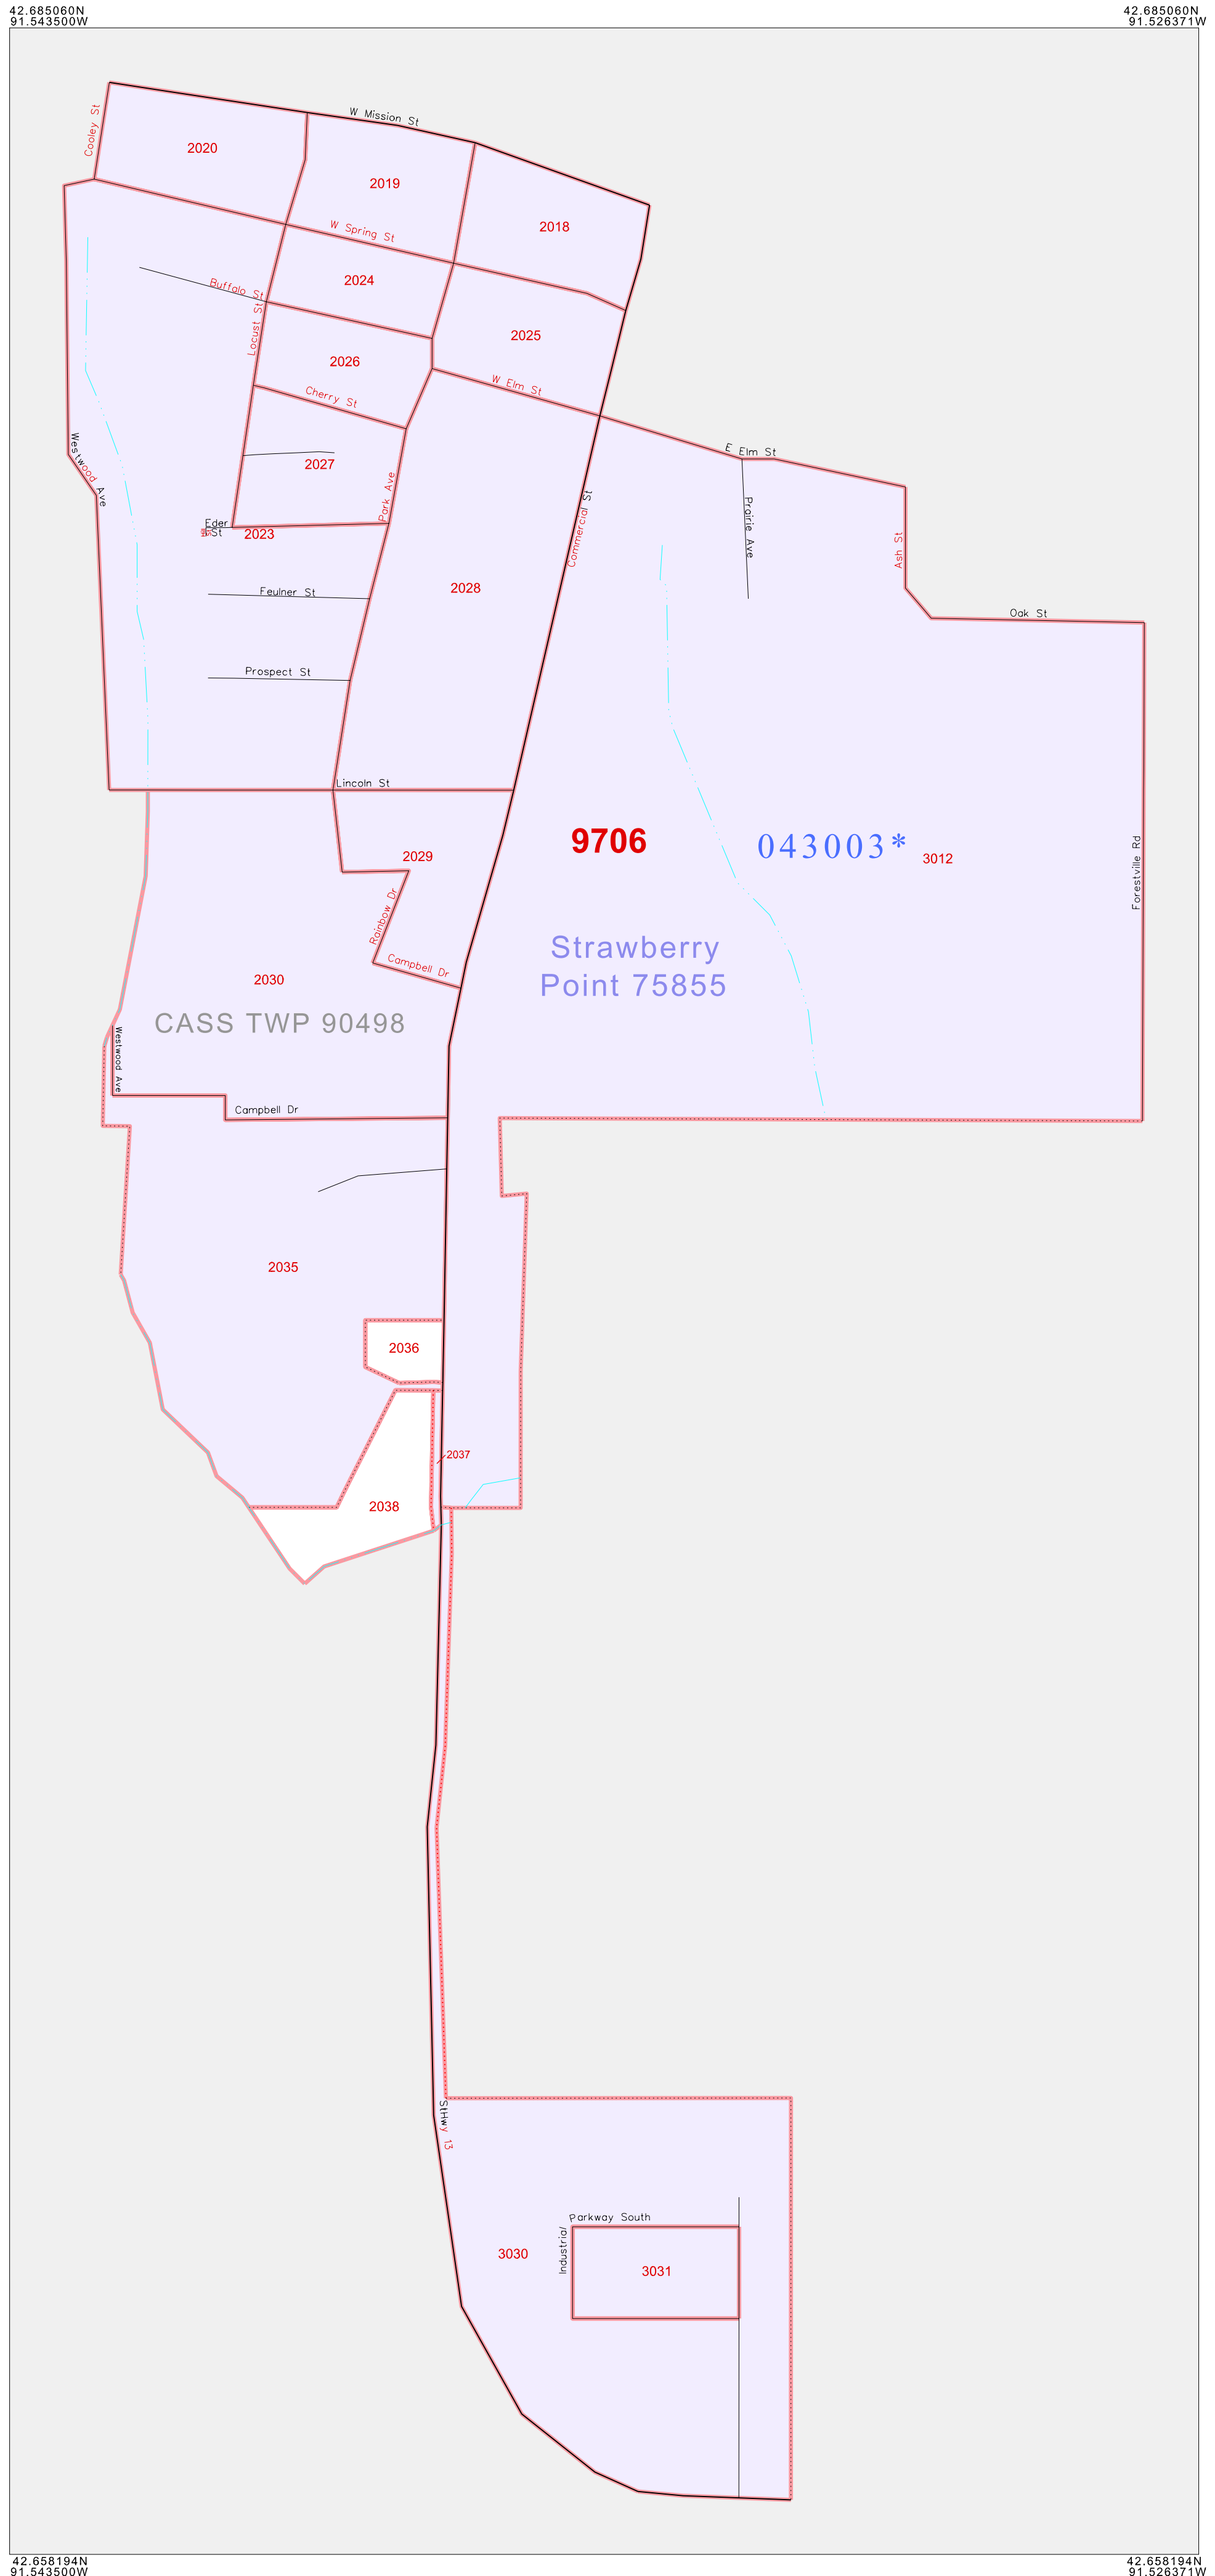 42.685060N
91.543500W
42.685060N
91.526371W
Cooley St
W Mission St
2020
2019
2018
W Spring St
2024
Buffalo St
Locust St
2025
2026
W Elm St
Cherry St
E Elm St
Westwood Ave
2027
Park Ave
Commercial St
Prairie Ave
Eder
St
2023
Ash St
2028
Feulner St
Oak St
Prospect St
Lincoln St
9706
043003*
3012
2029
Forestville Rd
Rainbow Dr
Strawberry
Point 75855
Campbell Dr
2030
CASS TWP 90498
Westwood Ave
Campbell Dr
2035
2036
2037
2038
StHwy 13
Parkway South
Industrial
3030
3031
42.658194N
91.543500W
42.658194N
91.526371W